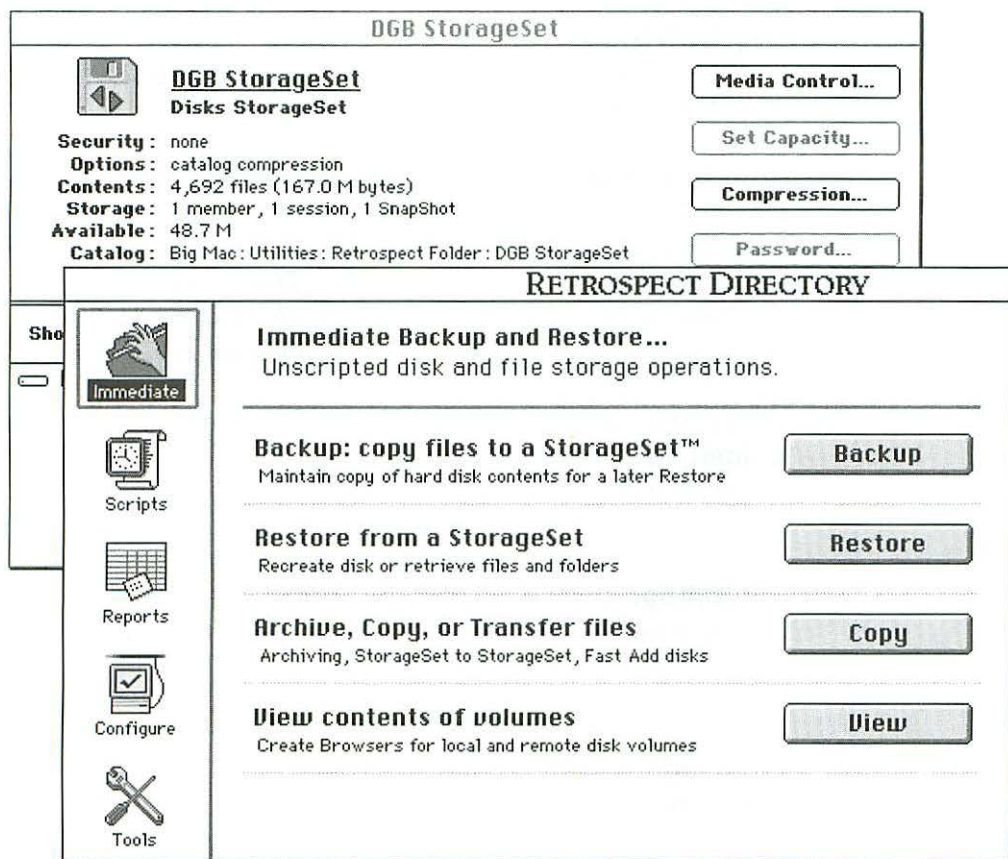 DGB StorageSet
DGB StorageSet
Disks StorageSet
Security: none
Options: catalog compression
Contents: 4,692 files (167.0 M bytes)
Storage: 1 member, 1 session, 1 SnapShot
Available: 48.7 M
Catalog: Big Mac: Utilities: Retrospect Folder: DGB StorageSet
Media Control...
Set Capacity...
Compression...
Password...
Sho
RETROSPECT DIRECTORY
Immediate
Scripts
Reports
Configure
Tools
Immediate Backup and Restore...
Unscripted disk and file storage operations.
Backup: copy files to a StorageSet™
Maintain copy of hard disk contents for a later Restore
Backup
Restore from a StorageSet
Recreate disk or retrieve files and folders
Restore
Archive, Copy, or Transfer files
Archiving, StorageSet to StorageSet, Fast Add disks
Copy
View contents of volumes
Create Browsers for local and remote disk volumes
View